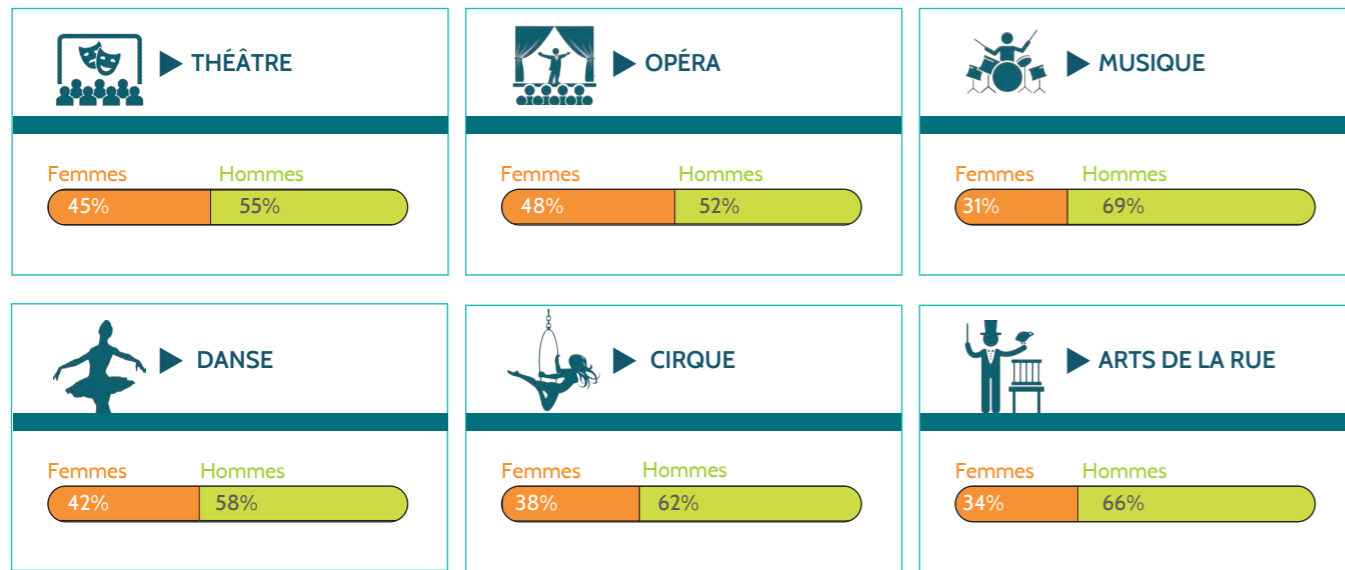 THÉÂTRE
Femmes Hommes
45% 55%
OPÉRA
Femmes Hommes
48% 52%
MUSIQUE
Femmes Hommes
31% 69%
DANSE
Femmes Hommes
42% 58%
CIRQUE
Femmes Hommes
38% 62%
ARTS DE LA RUE
Femmes Hommes
34% 66%